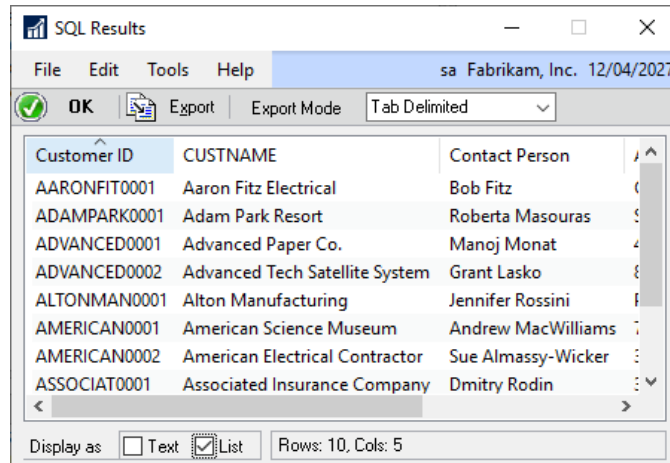 SQL Results
File Edit Tools Help sa Fabrikam, Inc. 12/04/2027
OK Export Export Mode Tab Delimited
Customer ID CUSTNAME Contact Person
AARONFIT0001 Aaron Fitz Electrical Bob Fitz
ADAMPARK0001 Adam Park Resort Roberta Masouras
ADVANCED0001 Advanced Paper Co. Manoj Monat
ADVANCED0002 Advanced Tech Satellite System Grant Lasko
ALTONMAN0001 Alton Manufacturing Jennifer Rossini
AMERICAN0001 American Science Museum Andrew MacWilliams
AMERICAN0002 American Electrical Contractor Sue Almassy-Wicker
ASSOCIAT0001 Associated Insurance Company Dmitry Rodin
Display as Text List Rows: 10, Cols: 5